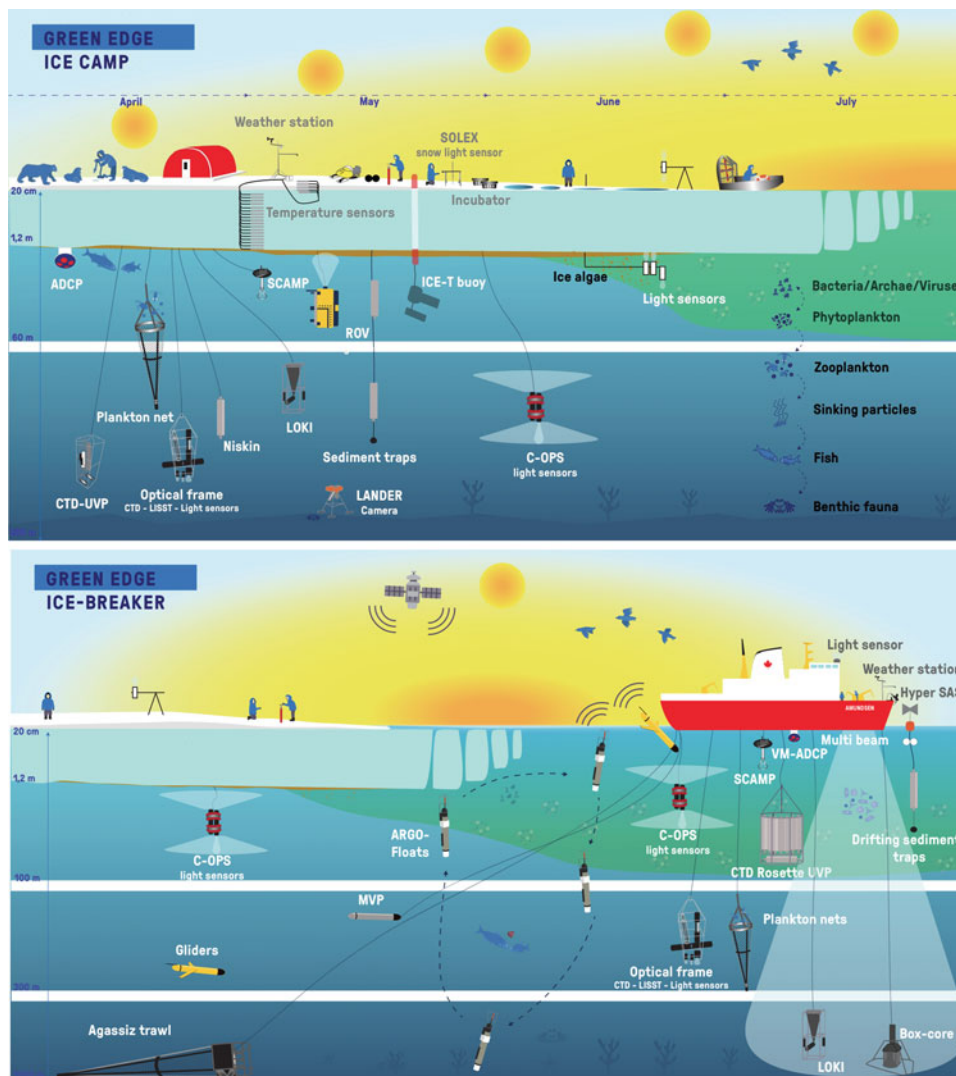 GREEN EDGE
ICE CAMP
April
May
June
July
Weather station
SOLEX
snow light sensor
20 cm
Temperature sensors
Incubator
1,2 m
ADCP
SCAMP
ICE-T buoy
Ice algae
Light sensors
Bacteria/Archae/Viruse
ROV
Phytoplankton
60 m
Zooplankton
Plankton net
LOKI
Niskin
Sinking particles
Sediment traps
C-OPS
light sensors
Fish
CTD-UVP
Optical frame
CTD - LISST - Light sensors
LANDER
Camera
Benthic fauna
GREEN EDGE
ICE-BREAKER
Light sensor
Weather station
Hyper SAS
AMUNDSEN
20 cm
Multi beam
VM-ADCP
1,2 m
SCAMP
ARGO-
Floats
C-OPS
light sensors
C-OPS
light sensors
Drifting sediment
traps
CTD Rosette UVP
100 m
MVP
Plankton nets
Gliders
Optical frame
CTD - LISST - Light sensors
Agassiz trawl
LOKI
Box-core